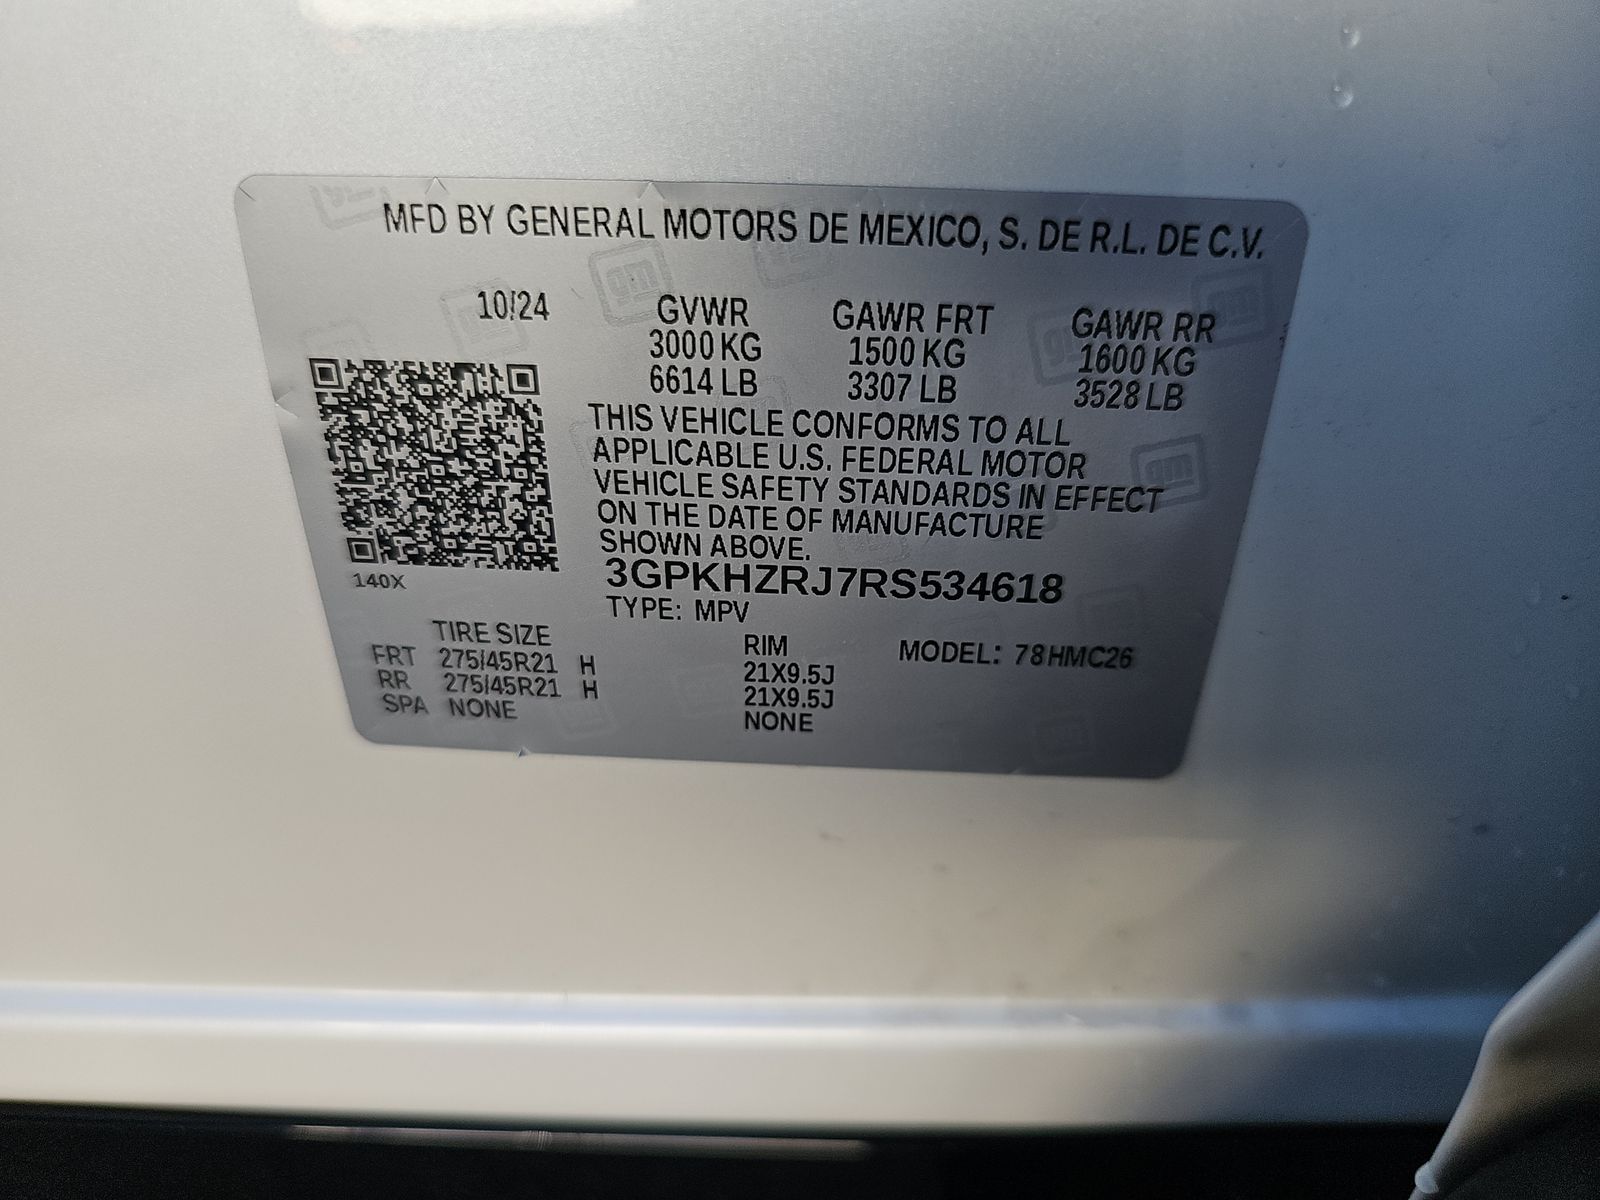 MFD BY GENERAL MOTORS DE MEXICO, S. DE R.L. DE C.V.
10/24 GVWR GAWR FRT GAWR RR
3000 KG 1500 KG 1600 KG
6614 LB 3307 LB 3528 LB
THIS VEHICLE CONFORMS TO ALL
APPLICABLE U.S. FEDERAL MOTOR
VEHICLE SAFETY STANDARDS IN EFFECT
ON THE DATE OF MANUFACTURE
SHOWN ABOVE.
3GPKHZRJ7RS534618
140X
TYPE: MPV
TIRE SIZE RIM MODEL: 78HMC26
FRT 275/45R21 H 21X9.5J
RR 275/45R21 H 21X9.5J
SPA NONE NONE